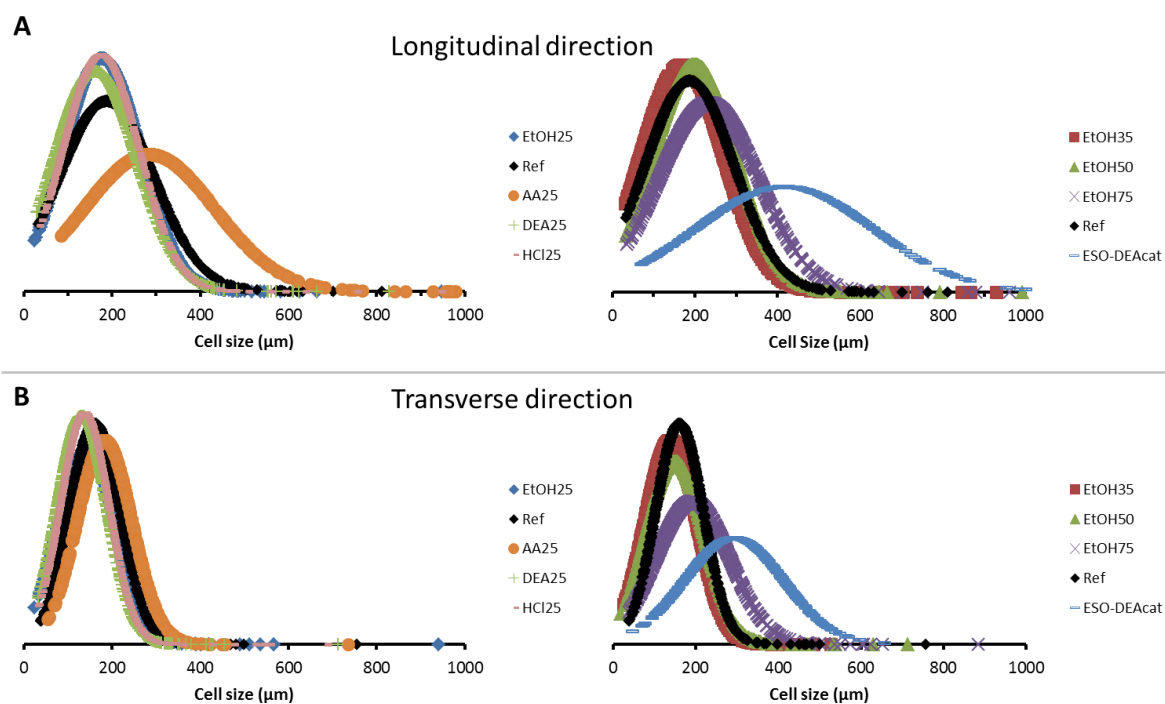 A
Longitudinal direction
EtOH25
Ref
AA25
DEA25
HCl25
0 200 400 600 800 1000
Cell size (µm)
EtOH35
EtOH50
EtOH75
Ref
ESO-DEAcat
0 200 400 600 800 1000
Cell Size (µm)
B
Transverse direction
EtOH25
Ref
AA25
DEA25
HCl25
0 200 400 600 800 1000
Cell size (µm)
EtOH35
EtOH50
EtOH75
Ref
ESO-DEAcat
0 200 400 600 800 1000
Cell size (µm)